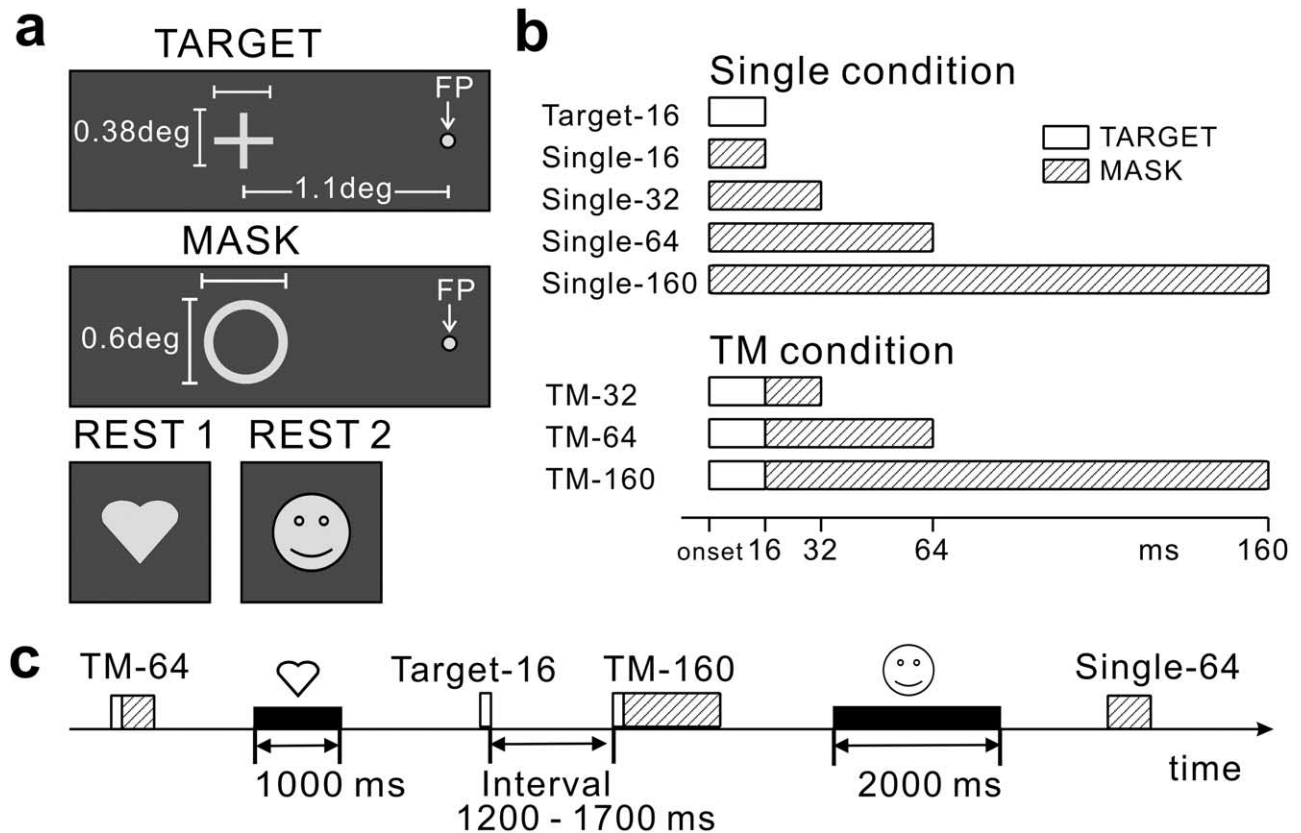 a
TARGET
FP
0.38deg
1.1deg
MASK
FP
0.6deg
REST 1
REST 2
b
Single condition
Target-16
Single-16
Single-32
Single-64
Single-160
TARGET
MASK
TM condition
TM-32
TM-64
TM-160
onset 16 32 64 ms 160
c
TM-64
Target-16
TM-160
Single-64
1000 ms
Interval
1200 - 1700 ms
2000 ms
time